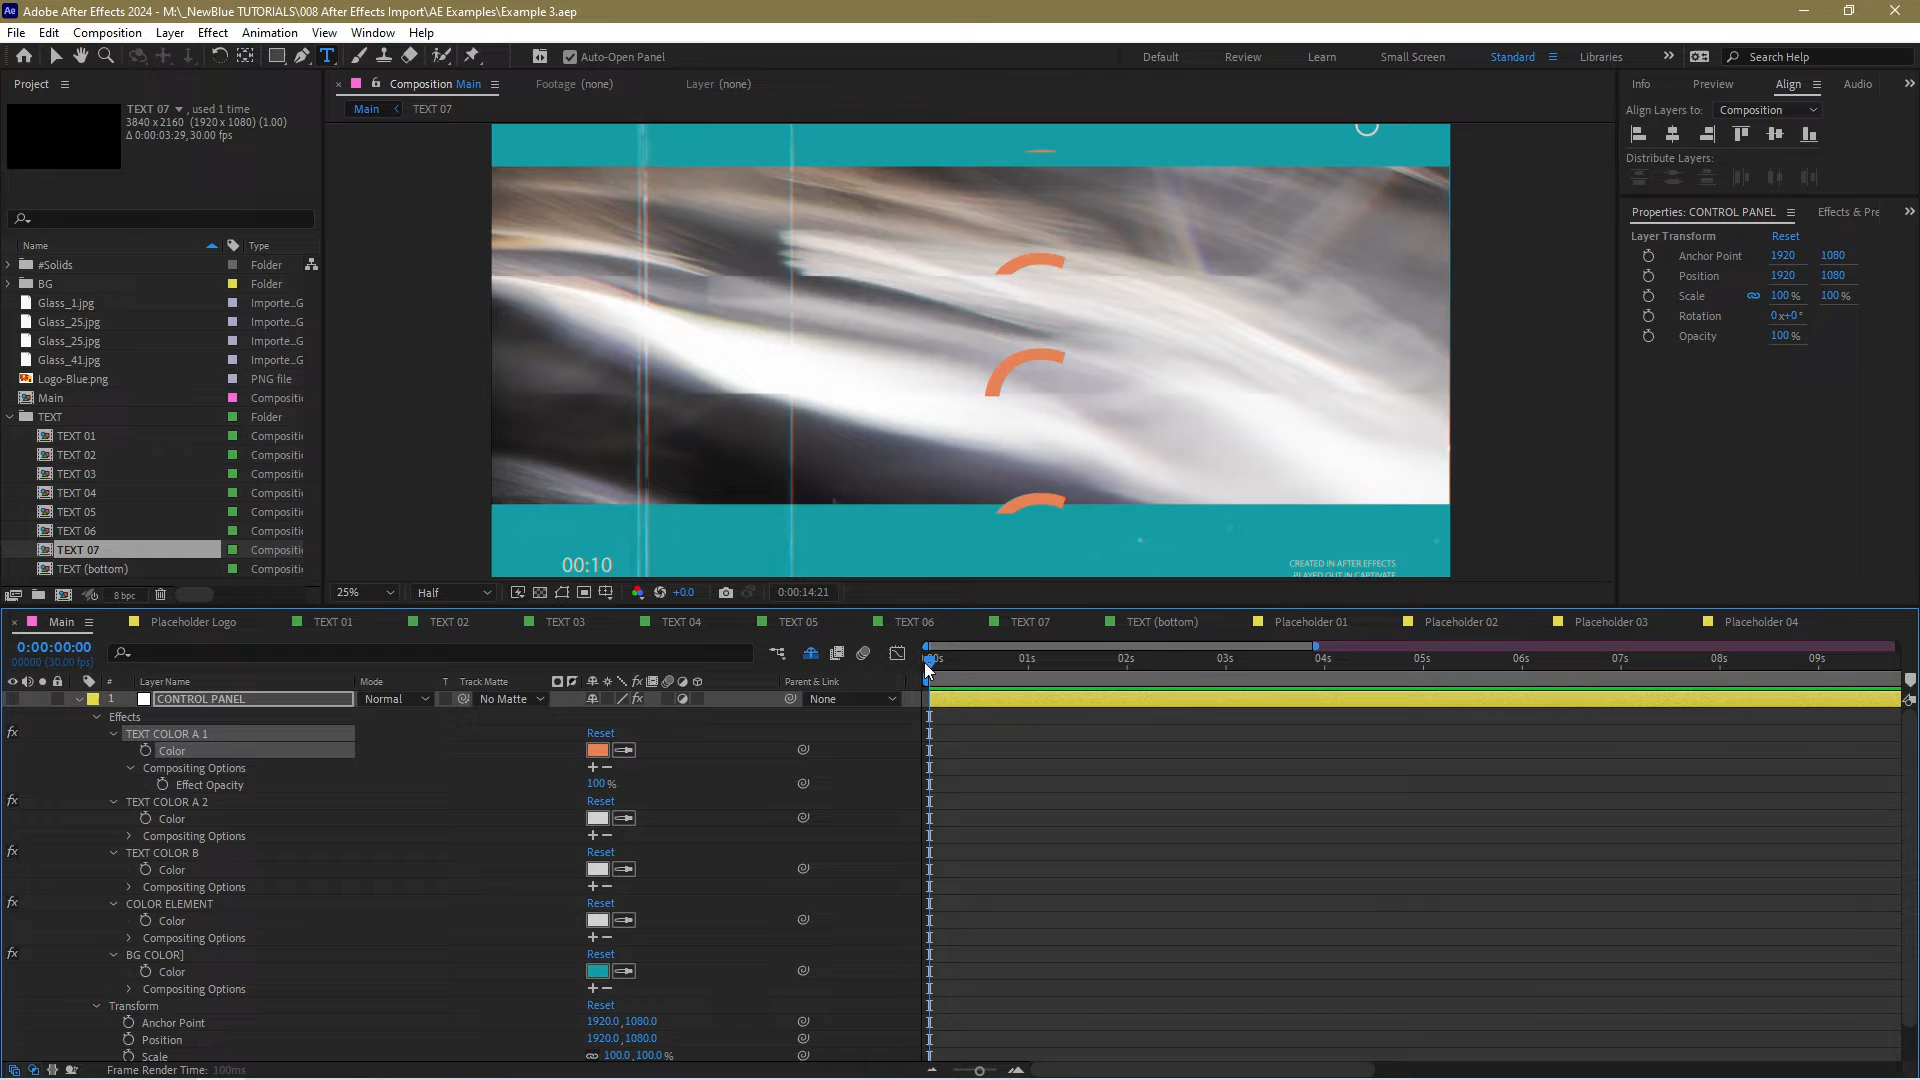 Adobe After Effects 2024 - M:\_NewBlue TUTORIALS\008 After Effects Import\AE Examples\Example 3.aep
File Edit Composition Layer Effect Animation View Window Help
Auto-Open Panel Default Review Learn Small Screen Standard Libraries Search Help
Project
TEXT 07 , used 1 time
3840 x 2160 (1920 x 1080) (1.00)
Δ 0:00:03:29, 30.00 fps
Name Type
#Solids Folder
BG Folder
Glass_1.jpg Importe...G
Glass_25.jpg Importe...G
Glass_25.jpg Importe...G
Glass_41.jpg Importe...G
Logo-Blue.png PNG file
Main Compositi
TEXT Folder
TEXT 01 Compositi
TEXT 02 Compositi
TEXT 03 Compositi
TEXT 04 Compositi
TEXT 05 Compositi
TEXT 06 Compositi
TEXT 07 Compositi
TEXT (bottom) Compositi
8 bpc
Composition Main Footage (none) Layer (none)
Main TEXT 07
00:10
CREATED IN AFTER EFFECTS
PLAYED OUT IN CAPTIVATE
25% Half +0.0 0:00:14:21
Info Preview Align Audio
Align Layers to: Composition
Distribute Layers:
Properties: CONTROL PANEL Effects & Pre
Layer Transform Reset
Anchor Point 1920 1080
Position 1920 1080
Scale 100 % 100 %
Rotation 0x+0°
Opacity 100 %
Main Placeholder Logo TEXT 01 TEXT 02 TEXT 03 TEXT 04 TEXT 05 TEXT 06 TEXT 07 TEXT (bottom) Placeholder 01 Placeholder 02 Placeholder 03 Placeholder 04
0:00:00:00
00000 (30.00 fps)
00s 01s 02s 03s 04s 05s 06s 07s 08s 09s
# Layer Name Mode T Track Matte Parent & Link
1 CONTROL PANEL Normal No Matte None
Effects
fx TEXT COLOR A 1 Reset
Color
Compositing Options
Effect Opacity 100 %
fx TEXT COLOR A 2 Reset
Color
Compositing Options
fx TEXT COLOR B Reset
Color
Compositing Options
fx COLOR ELEMENT Reset
Color
Compositing Options
fx BG COLOR] Reset
Color
Compositing Options
Transform Reset
Anchor Point 1920.0, 1080.0
Position 1920.0, 1080.0
Scale 100.0, 100.0 %
Frame Render Time: 100ms